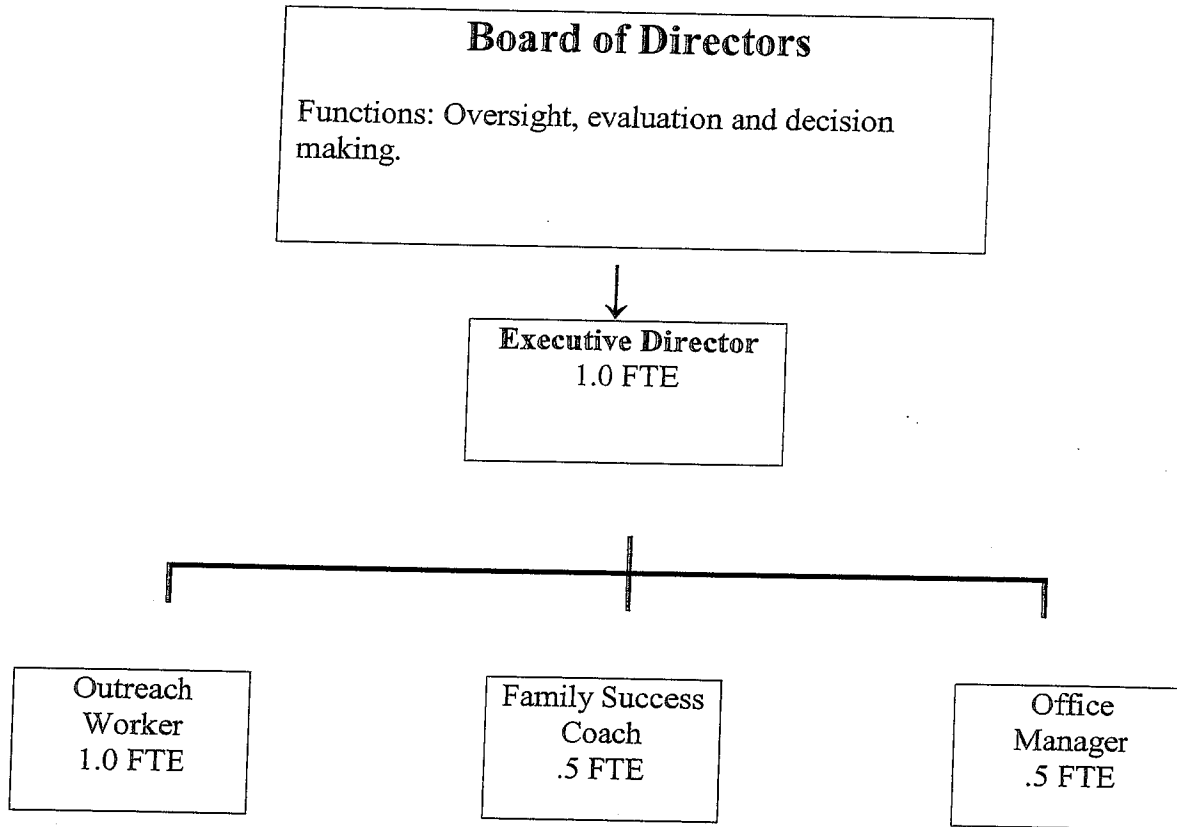 Board of Directors
Functions: Oversight, evaluation and decision
making.
Executive Director
1.0 FTE
Outreach
Worker
1.0 FTE
Family Success
Coach
.5 FTE
Office
Manager
.5 FTE